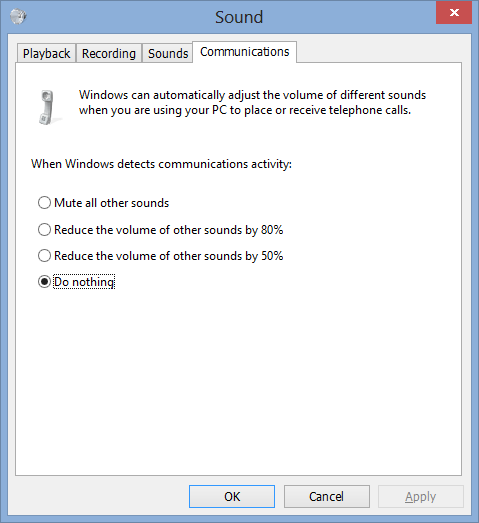 Sound
Playback Recording Sounds Communications
Windows can automatically adjust the volume of different sounds
when you are using your PC to place or receive telephone calls.
When Windows detects communications activity:
Mute all other sounds
Reduce the volume of other sounds by 80%
Reduce the volume of other sounds by 50%
Do nothing
OK Cancel Apply